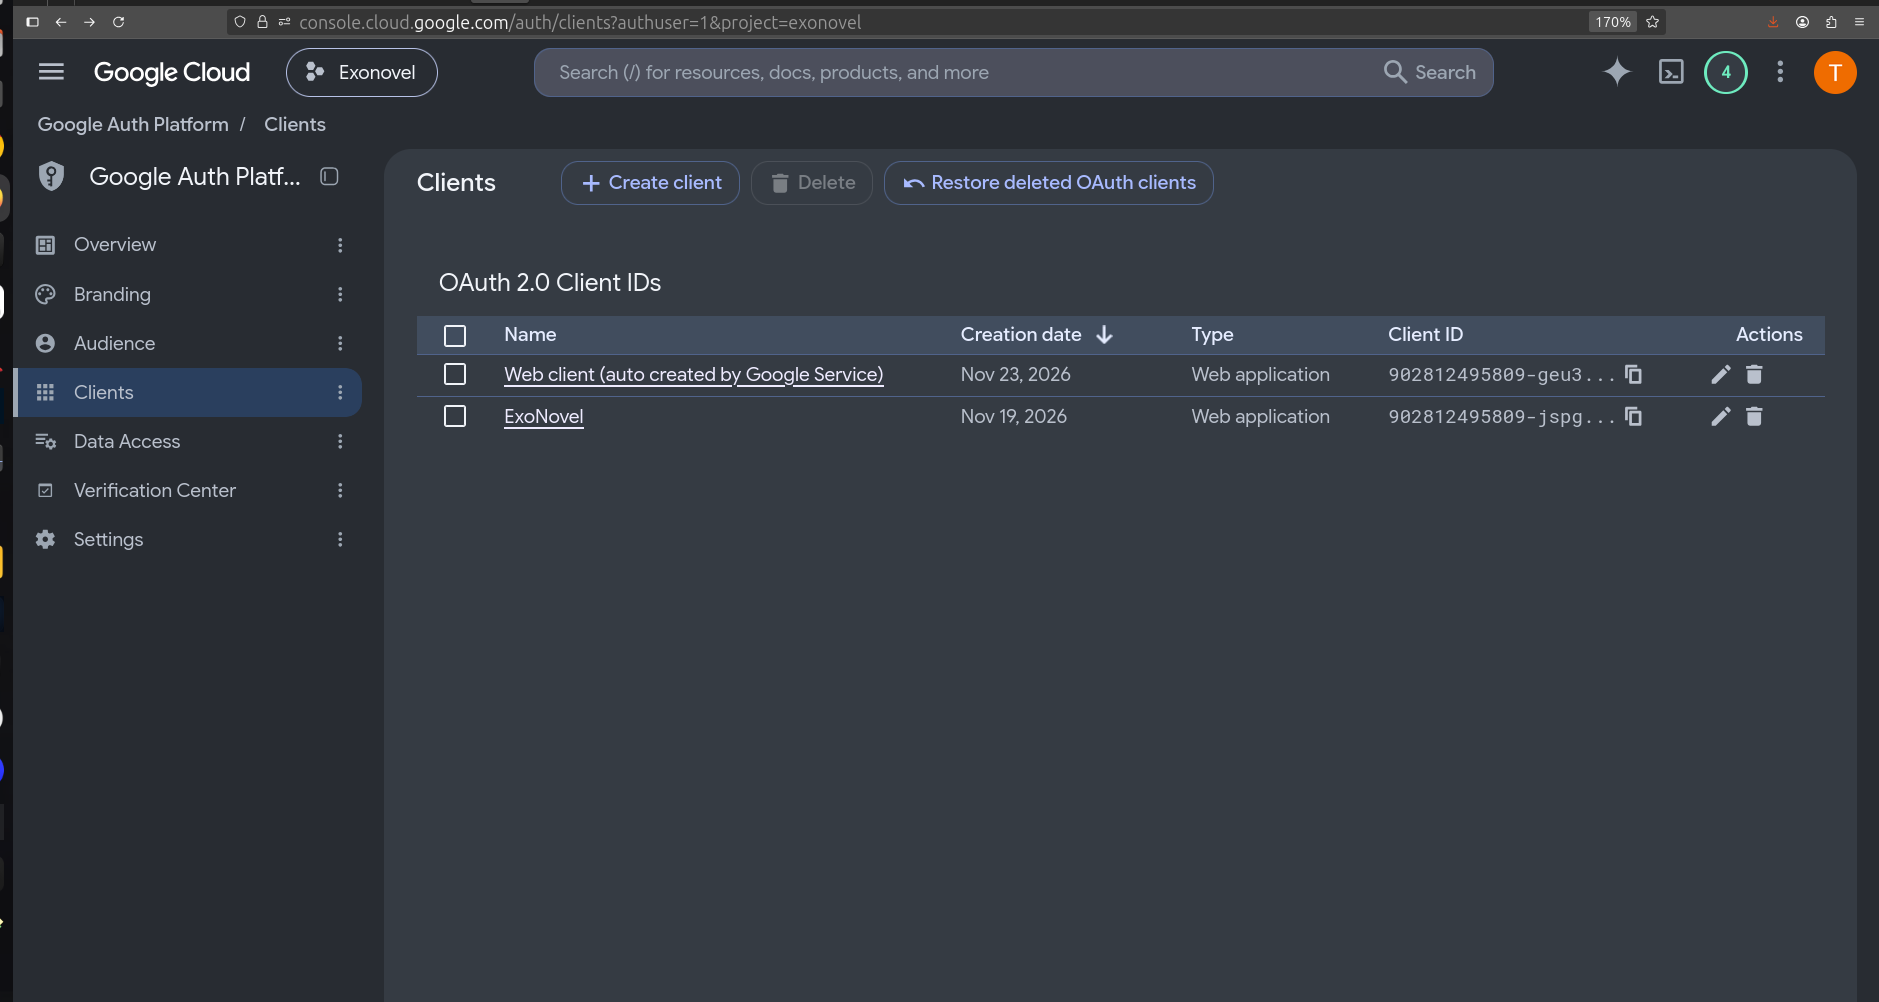 console.cloud.google.com/auth/clients?authuser=1&project=exonovel
170%
Google Cloud
Exonovel
Search (/) for resources, docs, products, and more
Search
4
T
Google Auth Platform / Clients
Google Auth Platf...
Overview
Branding
Audience
Clients
Data Access
Verification Center
Settings
Clients
+ Create client
Delete
Restore deleted OAuth clients
OAuth 2.0 Client IDs
Name Creation date Type Client ID Actions
Web client (auto created by Google Service) Nov 23, 2026 Web application 902812495809-geu3...
ExoNovel Nov 19, 2026 Web application 902812495809-jspg...